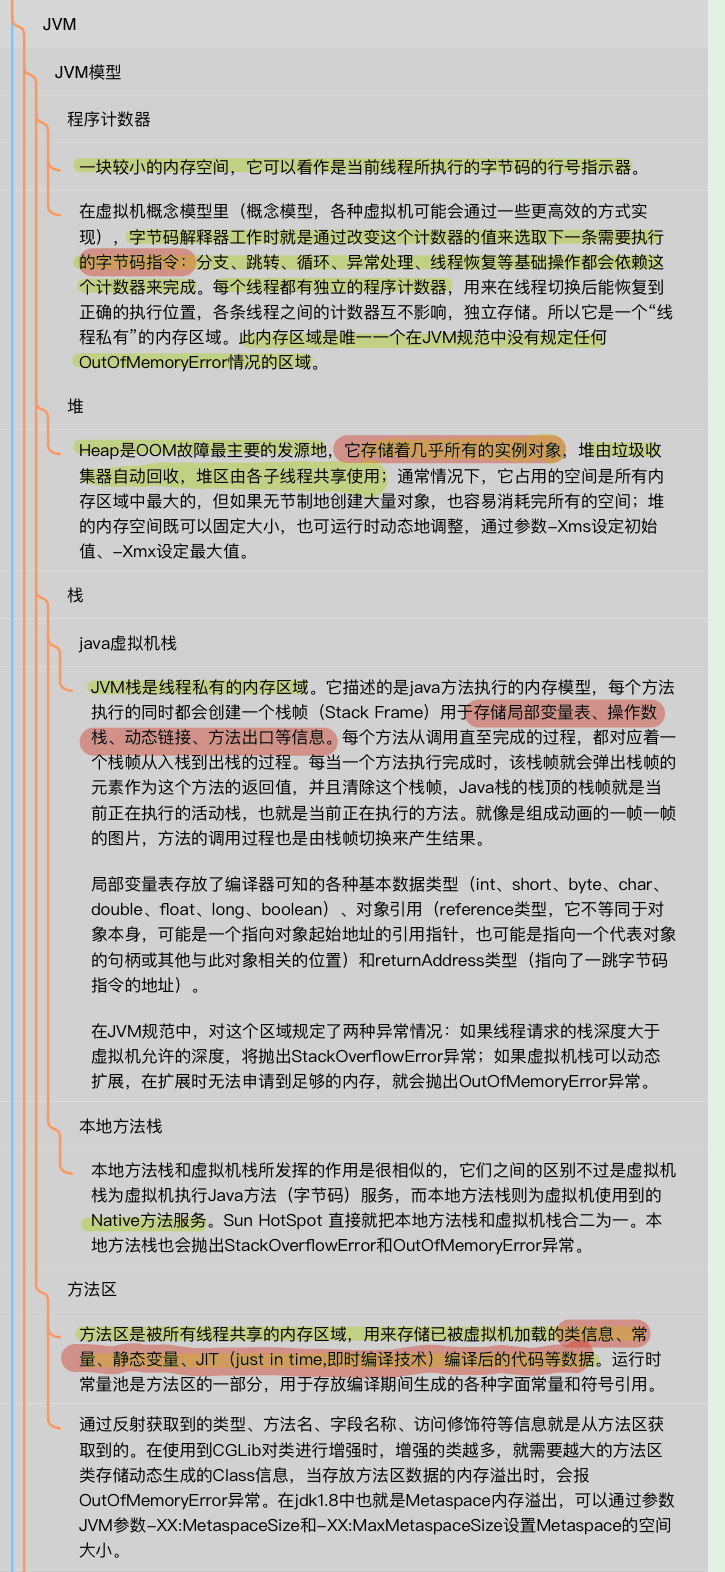 JVM
JVM模型
程序计数器
一块较小的内存空间，它可以看作是当前线程所执行的字节码的行号指示器。
在虚拟机概念模型里（概念模型，各种虚拟机可能会通过一些更高效的方式实
现），字节码解释器工作时就是通过改变这个计数器的值来选取下一条需要执行
的字节码指令：分支、跳转、循环、异常处理、线程恢复等基础操作都会依赖这
个计数器来完成。每个线程都有独立的程序计数器，用来在线程切换后能恢复到
正确的执行位置，各条线程之间的计数器互不影响，独立存储。所以它是一个“线
程私有”的内存区域。此内存区域是唯一一个在JVM规范中没有规定任何
OutOfMemoryError情况的区域。
堆
Heap是OOM故障最主要的发源地，它存储着几乎所有的实例对象，堆由垃圾收
集器自动回收，堆区由各子线程共享使用；通常情况下，它占用的空间是所有内
存区域中最大的，但如果无节制地创建大量对象，也容易消耗完所有的空间；堆
的内存空间既可以固定大小，也可运行时动态地调整，通过参数-Xms设定初始
值、-Xmx设定最大值。
栈
java虚拟机栈
JVM栈是线程私有的内存区域。它描述的是java方法执行的内存模型，每个方法
执行的同时都会创建一个栈帧（Stack Frame）用于存储局部变量表、操作数
栈、动态链接、方法出口等信息。每个方法从调用直至完成的过程，都对应着一
个栈帧从入栈到出栈的过程。每当一个方法执行完成时，该栈帧就会弹出栈帧的
元素作为这个方法的返回值，并且清除这个栈帧，Java栈的栈顶的栈帧就是当
前正在执行的活动栈，也就是当前正在执行的方法。就像是组成动画的一帧一帧
的图片，方法的调用过程也是由栈帧切换来产生结果。
局部变量表存放了编译器可知的各种基本数据类型（int、short、byte、char、
double、float、long、boolean）、对象引用（reference类型，它不等同于对
象本身，可能是一个指向对象起始地址的引用指针，也可能是指向一个代表对象
的句柄或其他与此对象相关的位置）和returnAddress类型（指向了一跳字节码
指令的地址）。
在JVM规范中，对这个区域规定了两种异常情况：如果线程请求的栈深度大于
虚拟机允许的深度，将抛出StackOverflowError异常；如果虚拟机栈可以动态
扩展，在扩展时无法申请到足够的内存，就会抛出OutOfMemoryError异常。
本地方法栈
本地方法栈和虚拟机栈所发挥的作用是很相似的，它们之间的区别不过是虚拟机
栈为虚拟机执行Java方法（字节码）服务，而本地方法栈则为虚拟机使用到的
Native方法服务。Sun HotSpot 直接就把本地方法栈和虚拟机栈合二为一。本
地方法栈也会抛出StackOverflowError和OutOfMemoryError异常。
方法区
方法区是被所有线程共享的内存区域，用来存储已被虚拟机加载的类信息、常
量、静态变量、JIT（just in time,即时编译技术）编译后的代码等数据。运行时
常量池是方法区的一部分，用于存放编译期间生成的各种字面常量和符号引用。
通过反射获取到的类型、方法名、字段名称、访问修饰符等信息就是从方法区获
取到的。在使用到CGLib对类进行增强时，增强的类越多，就需要越大的方法区
类存储动态生成的Class信息，当存放方法区数据的内存溢出时，会报
OutOfMemoryError异常。在jdk1.8中也就是Metaspace内存溢出，可以通过参数
JVM参数-XX:MetaspaceSize和-XX:MaxMetaspaceSize设置Metaspace的空间
大小。